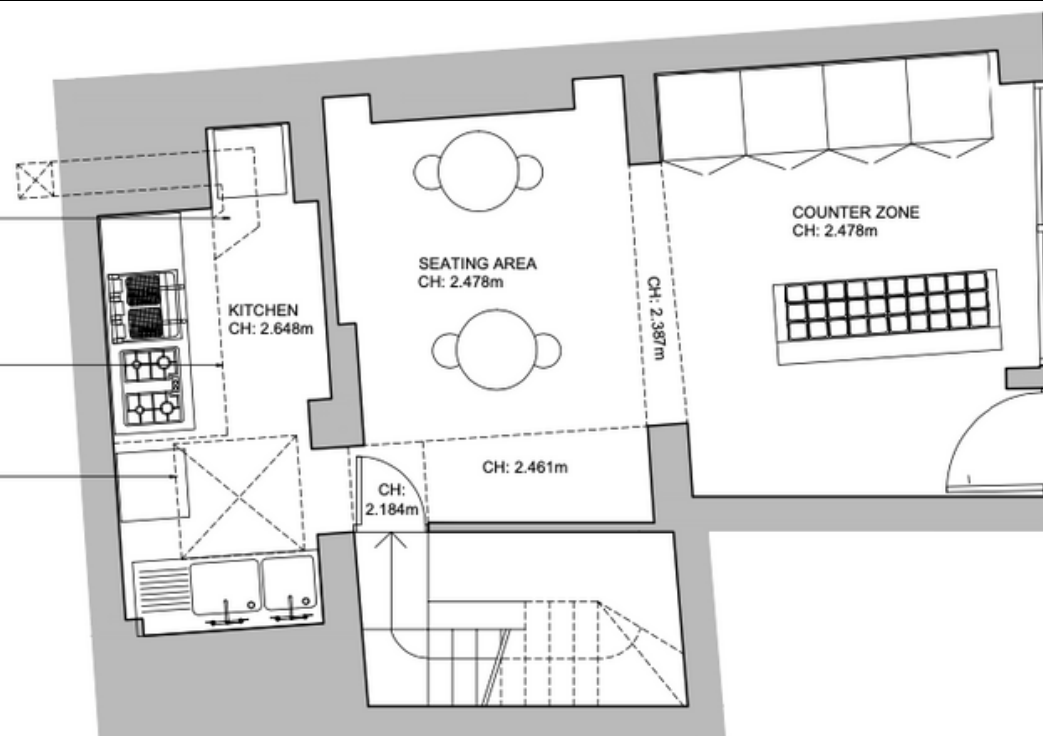 COUNTER ZONE
CH: 2.478m
SEATING AREA
CH: 2.478m
CH: 2.387m
KITCHEN
CH: 2.648m
CH: 2.461m
CH:
2.184m